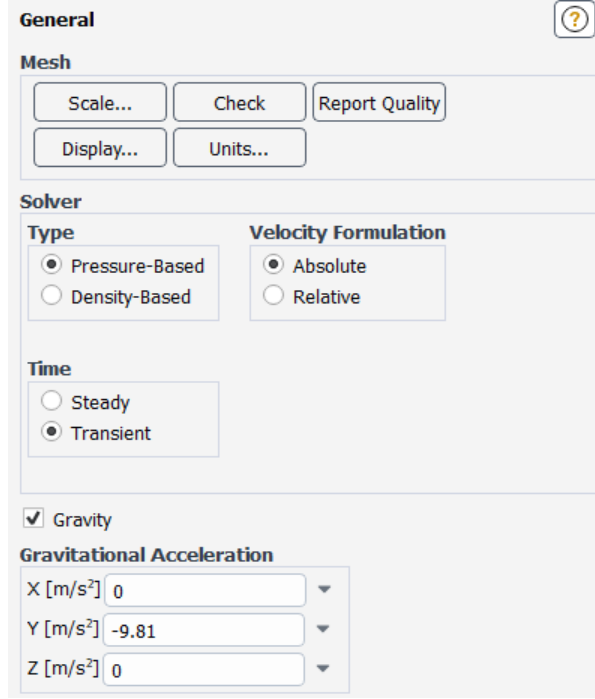 General
?
Mesh
Scale... Check Report Quality
Display... Units...
Solver
Type Velocity Formulation
Pressure-Based Absolute
Density-Based Relative
Time
Steady
Transient
Gravity
Gravitational Acceleration
X [m/s²] 0
Y [m/s²] -9.81
Z [m/s²] 0